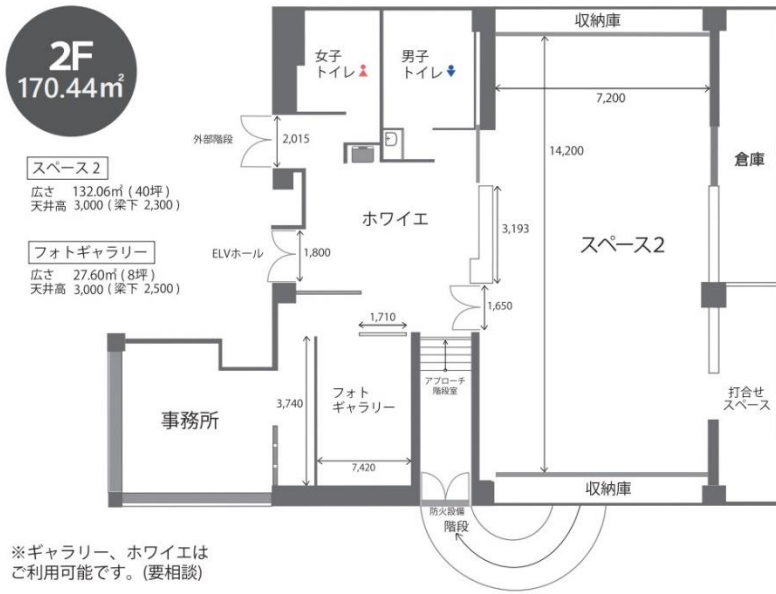 2F
170.44㎡
スペース 2
広さ 132.06㎡ ( 40坪 )
天井高 3,000 ( 梁下 2,300 )
フォトギャラリー
広さ 27.60㎡ ( 8坪 )
天井高 3,000 ( 梁下 2,500 )
収納庫
女子
トイレ
男子
トイレ
7,200
外部階段
2,015
14,200
倉庫
ホワイエ
3,193
スペース2
ELVホール
1,800
1,650
1,710
アプローチ
階段室
フォト
ギャラリー
3,740
打合せ
スペース
事務所
7,420
収納庫
防火設備
階段
※ギャラリー、ホワイエは
ご利用可能です。(要相談)